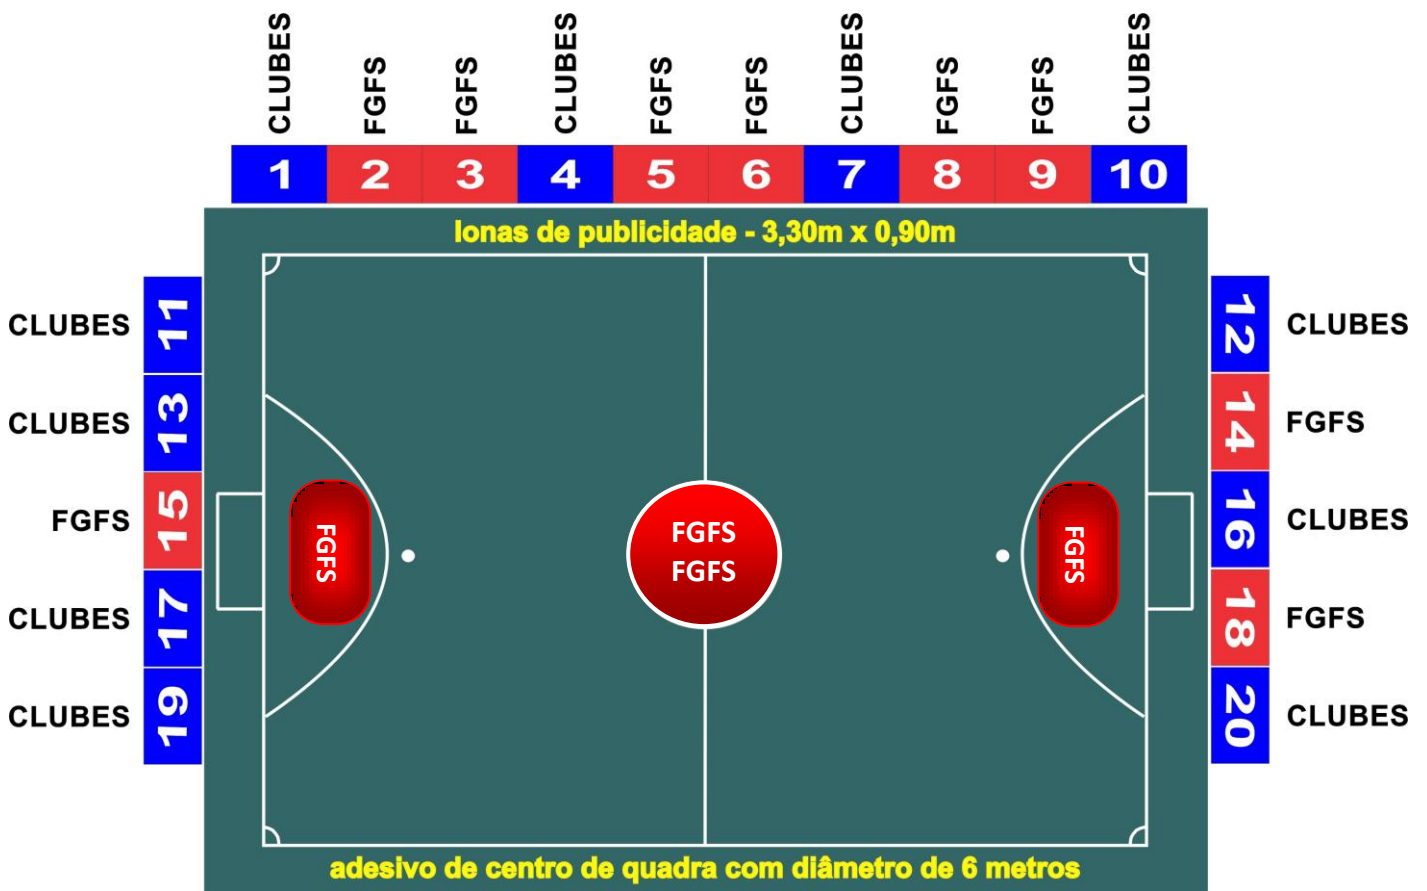 CLUBES FGFS FGFS CLUBES FGFS FGFS CLUBES FGFS FGFS CLUBES
1 2 3 4 5 6 7 8 9 10
lonas de publicidade - 3,30m x 0,90m
CLUBES 11
CLUBES 13
FGFS 15
CLUBES 17
CLUBES 19
FGFS
FGFS
FGFS
FGFS
12 CLUBES
14 FGFS
16 CLUBES
18 FGFS
20 CLUBES
adesivo de centro de quadra com diâmetro de 6 metros